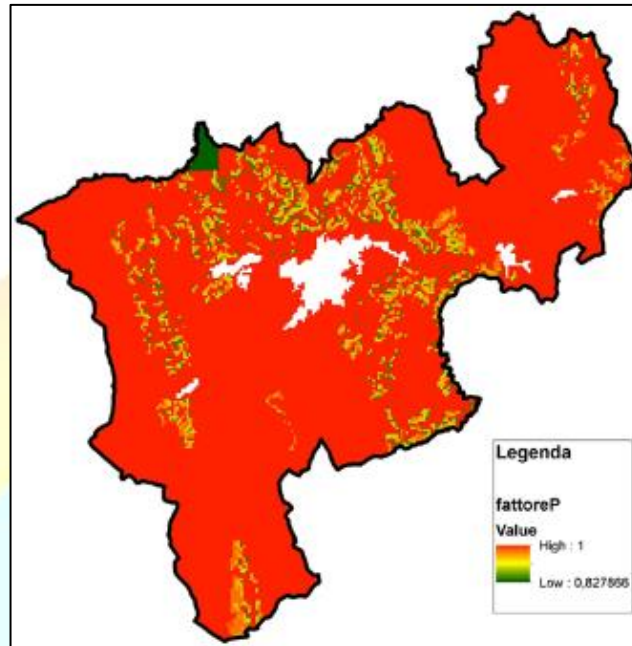 Legenda
fattoreP
Value
High : 1
Low : 0,827866